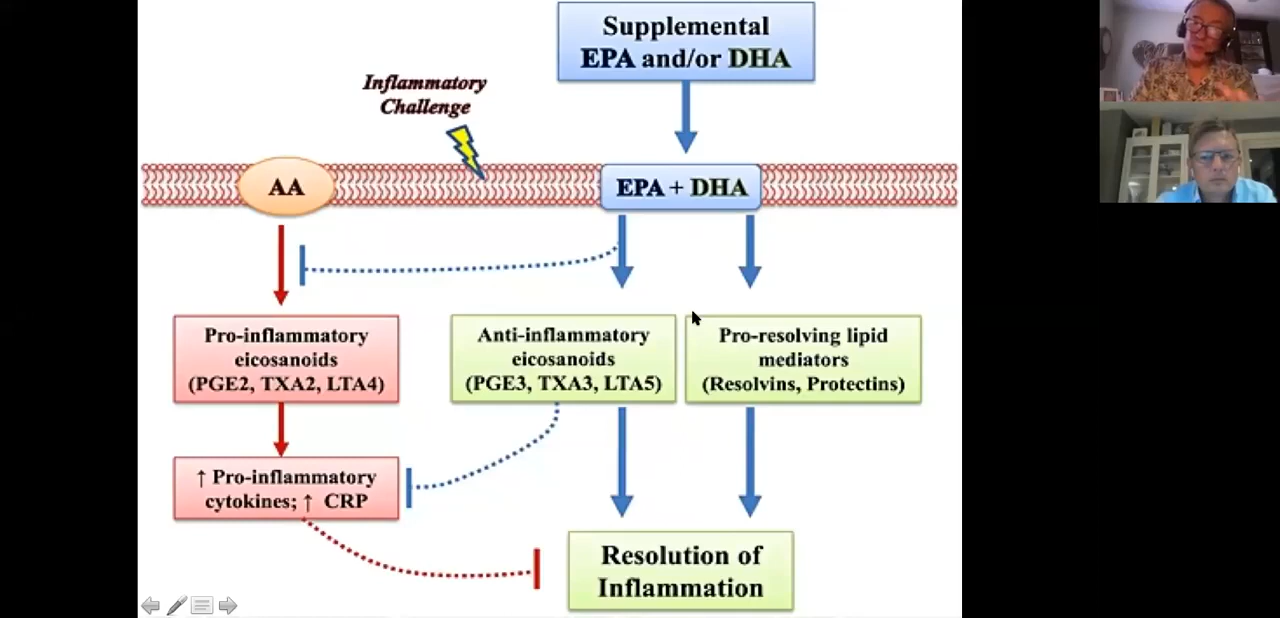 Supplemental
EPA and/or DHA
Inflammatory
Challenge
AA
EPA + DHA
Pro-inflammatory
eicosanoids
(PGE2, TXA2, LTA4)
Anti-inflammatory
eicosanoids
(PGE3, TXA3, LTA5)
Pro-resolving lipid
mediators
(Resolvins, Protectins)
↑ Pro-inflammatory
cytokines; ↑ CRP
Resolution of
Inflammation